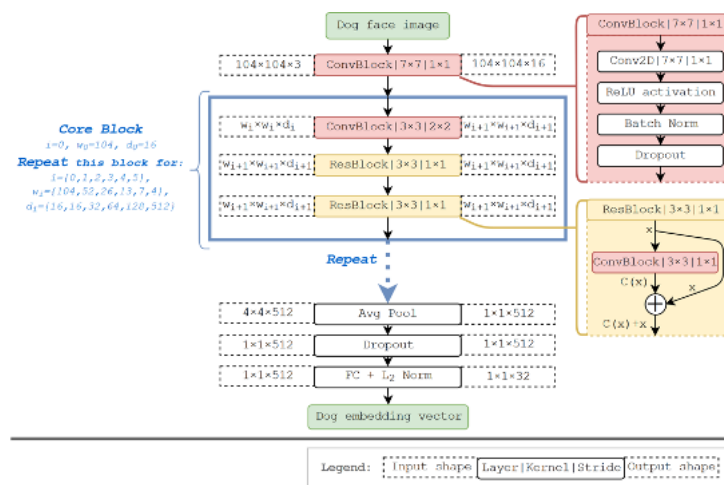 Dog face image
104×104×3 ConvBlock|7×7|1×1 104×104×16
Core Block
i=0, w₀=104, d₀=16
Repeat this block for:
i={0,1,2,3,4,5},
wᵢ={104,52,26,13,7,4},
dᵢ={16,16,32,64,128,512}
wᵢ×wᵢ×dᵢ ConvBlock|3×3|2×2 wᵢ₊₁×wᵢ₊₁×dᵢ₊₁
wᵢ₊₁×wᵢ₊₁×dᵢ₊₁ ResBlock|3×3|1×1 wᵢ₊₁×wᵢ₊₁×dᵢ₊₁
wᵢ₊₁×wᵢ₊₁×dᵢ₊₁ ResBlock|3×3|1×1 wᵢ₊₁×wᵢ₊₁×dᵢ₊₁
Repeat
4×4×512 Avg Pool 1×1×512
1×1×512 Dropout 1×1×512
1×1×512 FC + L₂ Norm 1×1×32
Dog embedding vector
ConvBlock|7×7|1×1
Conv2D|7×7|1×1
ReLU activation
Batch Norm
Dropout
ResBlock|3×3|1×1
x
ConvBlock|3×3|1×1
C(x) x
+
C(x)+x
Legend: Input shape Layer|Kernel|Stride Output shape